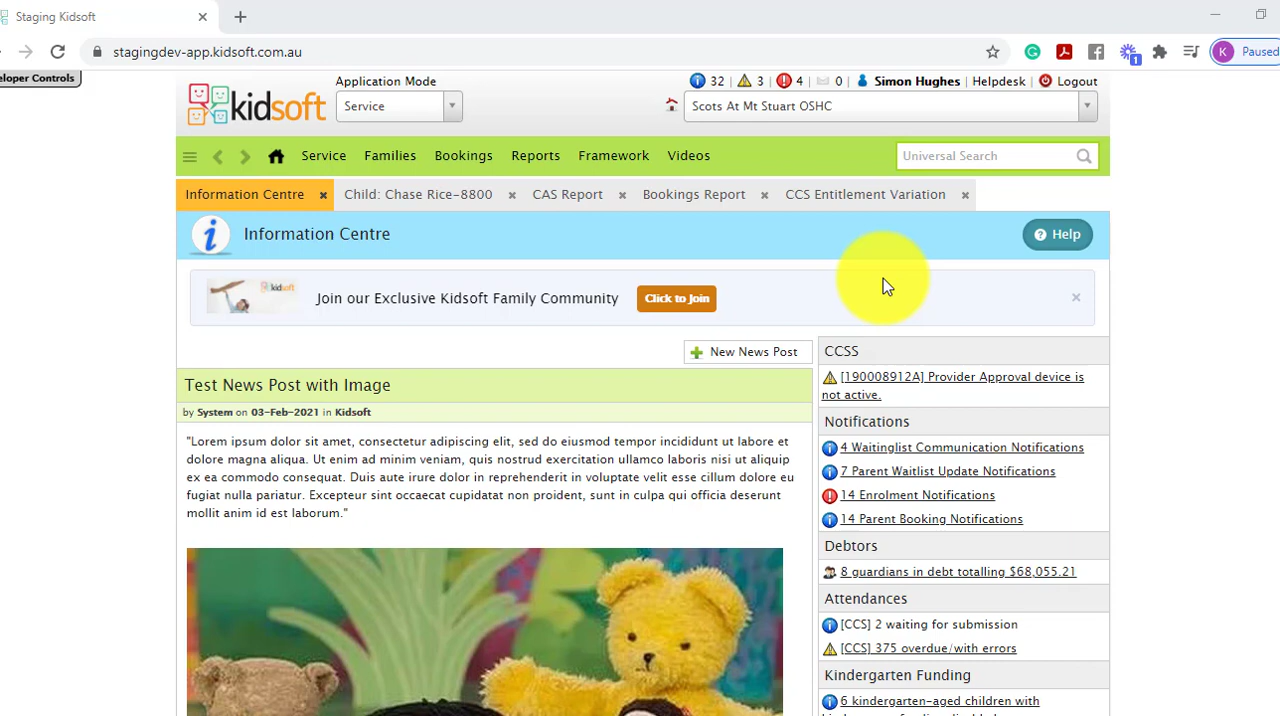 Staging Kidsoft
stagingdev-app.kidsoft.com.au
K Paused
eloper Controls
kidsoft
Application Mode
Service
32 | 3 | 4 | 0 | Simon Hughes | Helpdesk | Logout
Scots At Mt Stuart OSHC
Service Families Bookings Reports Framework Videos
Universal Search
Information Centre Child: Chase Rice-8800 CAS Report Bookings Report CCS Entitlement Variation
Information Centre
Help
kidsoft
Join our Exclusive Kidsoft Family Community
Click to Join
New News Post
Test News Post with Image
by System on 03-Feb-2021 in Kidsoft
"Lorem ipsum dolor sit amet, consectetur adipiscing elit, sed do eiusmod tempor incididunt ut labore et
dolore magna aliqua. Ut enim ad minim veniam, quis nostrud exercitation ullamco laboris nisi ut aliquip
ex ea commodo consequat. Duis aute irure dolor in reprehenderit in voluptate velit esse cillum dolore eu
fugiat nulla pariatur. Excepteur sint occaecat cupidatat non proident, sunt in culpa qui officia deserunt
mollit anim id est laborum."
CCSS
[190008912A] Provider Approval device is
not active.
Notifications
4 Waitinglist Communication Notifications
7 Parent Waitlist Update Notifications
14 Enrolment Notifications
14 Parent Booking Notifications
Debtors
8 guardians in debt totalling $68,055.21
Attendances
[CCS] 2 waiting for submission
[CCS] 375 overdue/with errors
Kindergarten Funding
6 kindergarten-aged children with